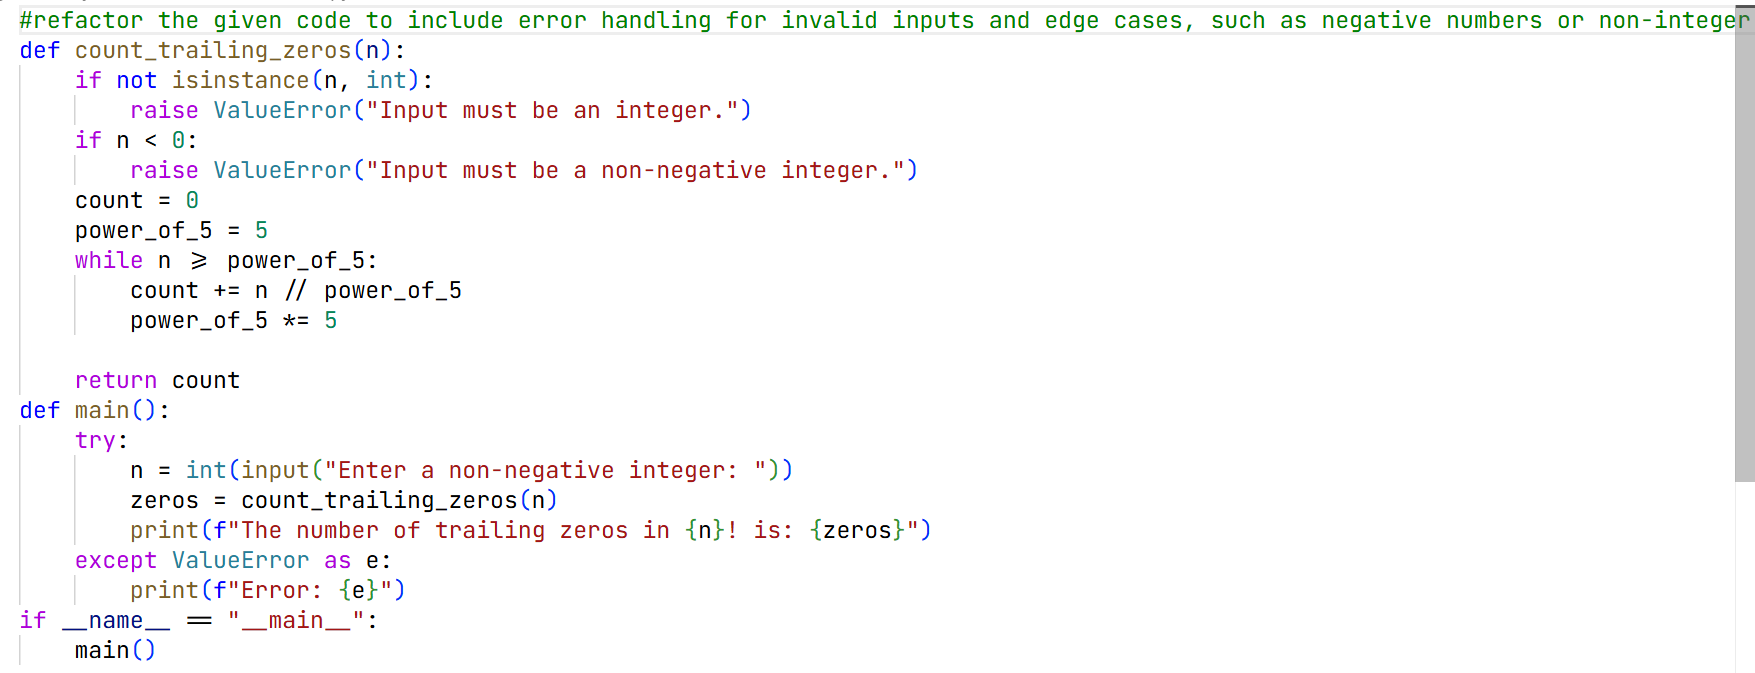 #refactor the given code to include error handling for invalid inputs and edge cases, such as negative numbers or non-integer
def count_trailing_zeros(n):
    if not isinstance(n, int):
        raise ValueError("Input must be an integer.")
    if n < 0:
        raise ValueError("Input must be a non-negative integer.")
    count = 0
    power_of_5 = 5
    while n >= power_of_5:
        count += n // power_of_5
        power_of_5 *= 5

    return count
def main():
    try:
        n = int(input("Enter a non-negative integer: "))
        zeros = count_trailing_zeros(n)
        print(f"The number of trailing zeros in {n}! is: {zeros}")
    except ValueError as e:
        print(f"Error: {e}")
if __name__ == "__main__":
    main()